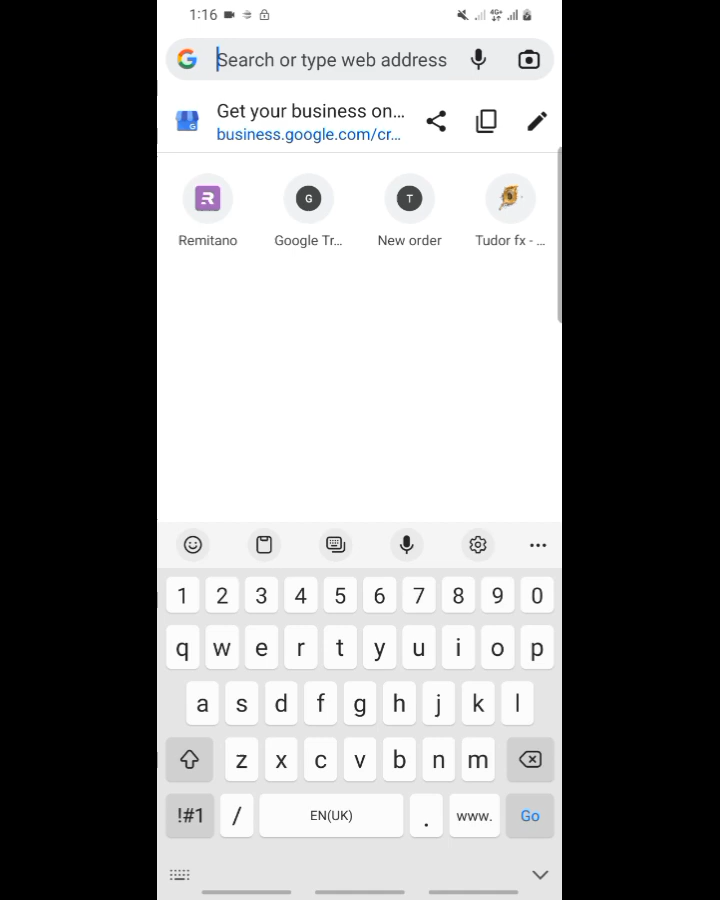 1:16
4G+
Search or type web address
Get your business on...
business.google.com/cr...
G
T
Remitano
Google Tr...
New order
Tudor fx - ...
1 2 3 4 5 6 7 8 9 0
q w e r t y u i o p
a s d f g h j k l
z x c v b n m
!#1 / EN(UK) . www. Go